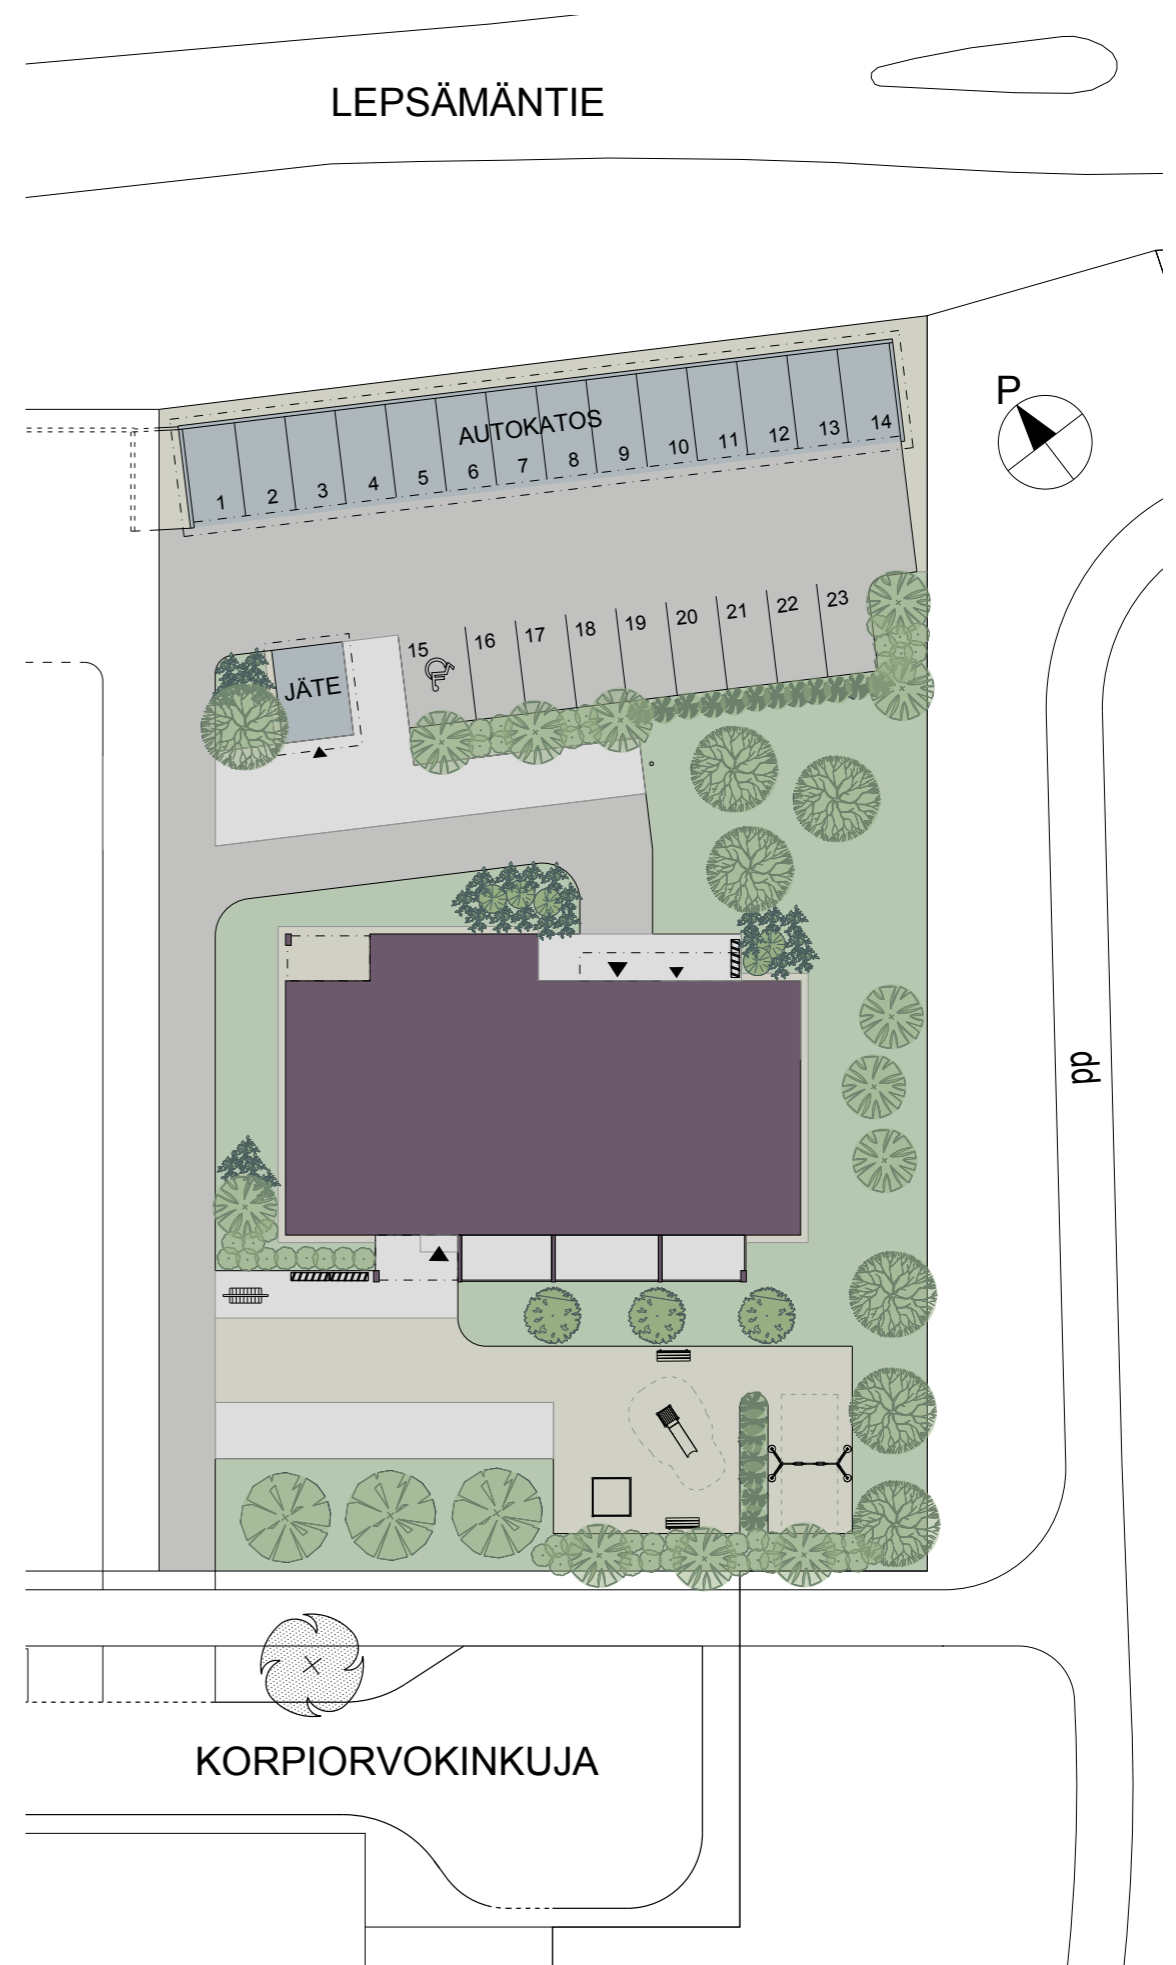 LEPSÄMÄNTIE
P
AUTOKATOS
1 2 3 4 5 6 7 8 9 10 11 12 13 14
15 16 17 18 19 20 21 22 23
JÄTE
pp
KORPIORVOKINKUJA